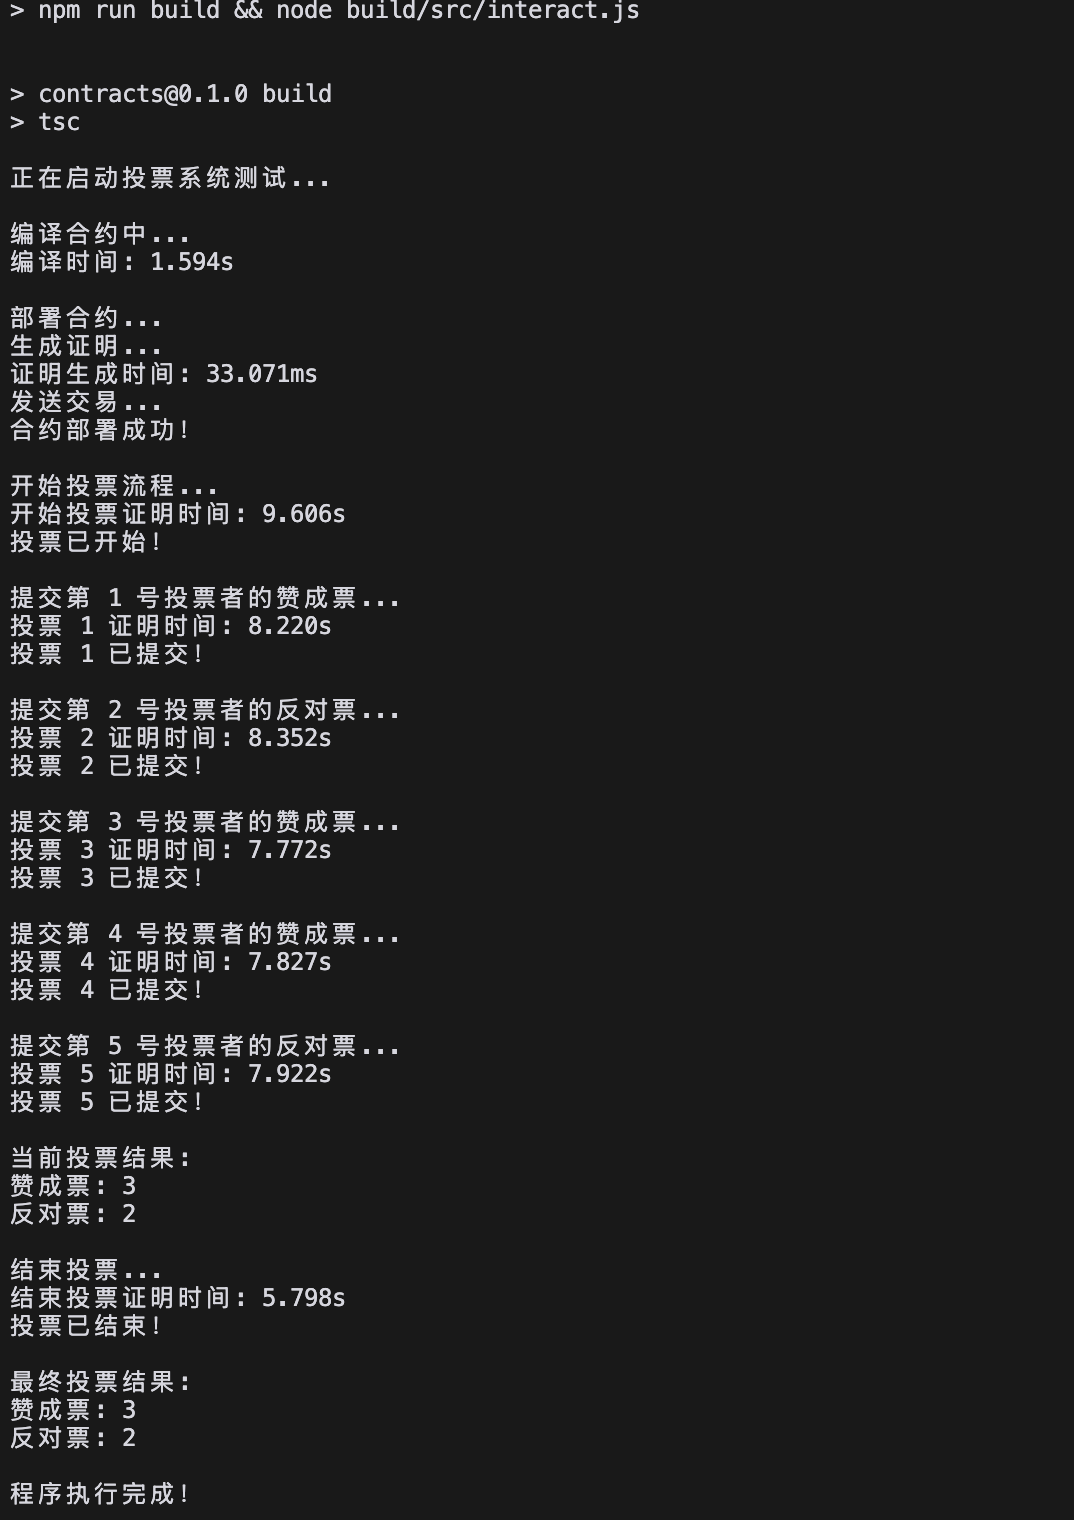 > npm run build && node build/src/interact.js
> contracts@0.1.0 build
> tsc
正在启动投票系统测试...
编译合约中...
编译时间: 1.594s
部署合约...
生成证明...
证明生成时间: 33.071ms
发送交易...
合约部署成功!
开始投票流程...
开始投票证明时间: 9.606s
投票已开始!
提交第 1 号投票者的赞成票...
投票 1 证明时间: 8.220s
投票 1 已提交!
提交第 2 号投票者的反对票...
投票 2 证明时间: 8.352s
投票 2 已提交!
提交第 3 号投票者的赞成票...
投票 3 证明时间: 7.772s
投票 3 已提交!
提交第 4 号投票者的赞成票...
投票 4 证明时间: 7.827s
投票 4 已提交!
提交第 5 号投票者的反对票...
投票 5 证明时间: 7.922s
投票 5 已提交!
当前投票结果:
赞成票: 3
反对票: 2
结束投票...
结束投票证明时间: 5.798s
投票已结束!
最终投票结果:
赞成票: 3
反对票: 2
程序执行完成!